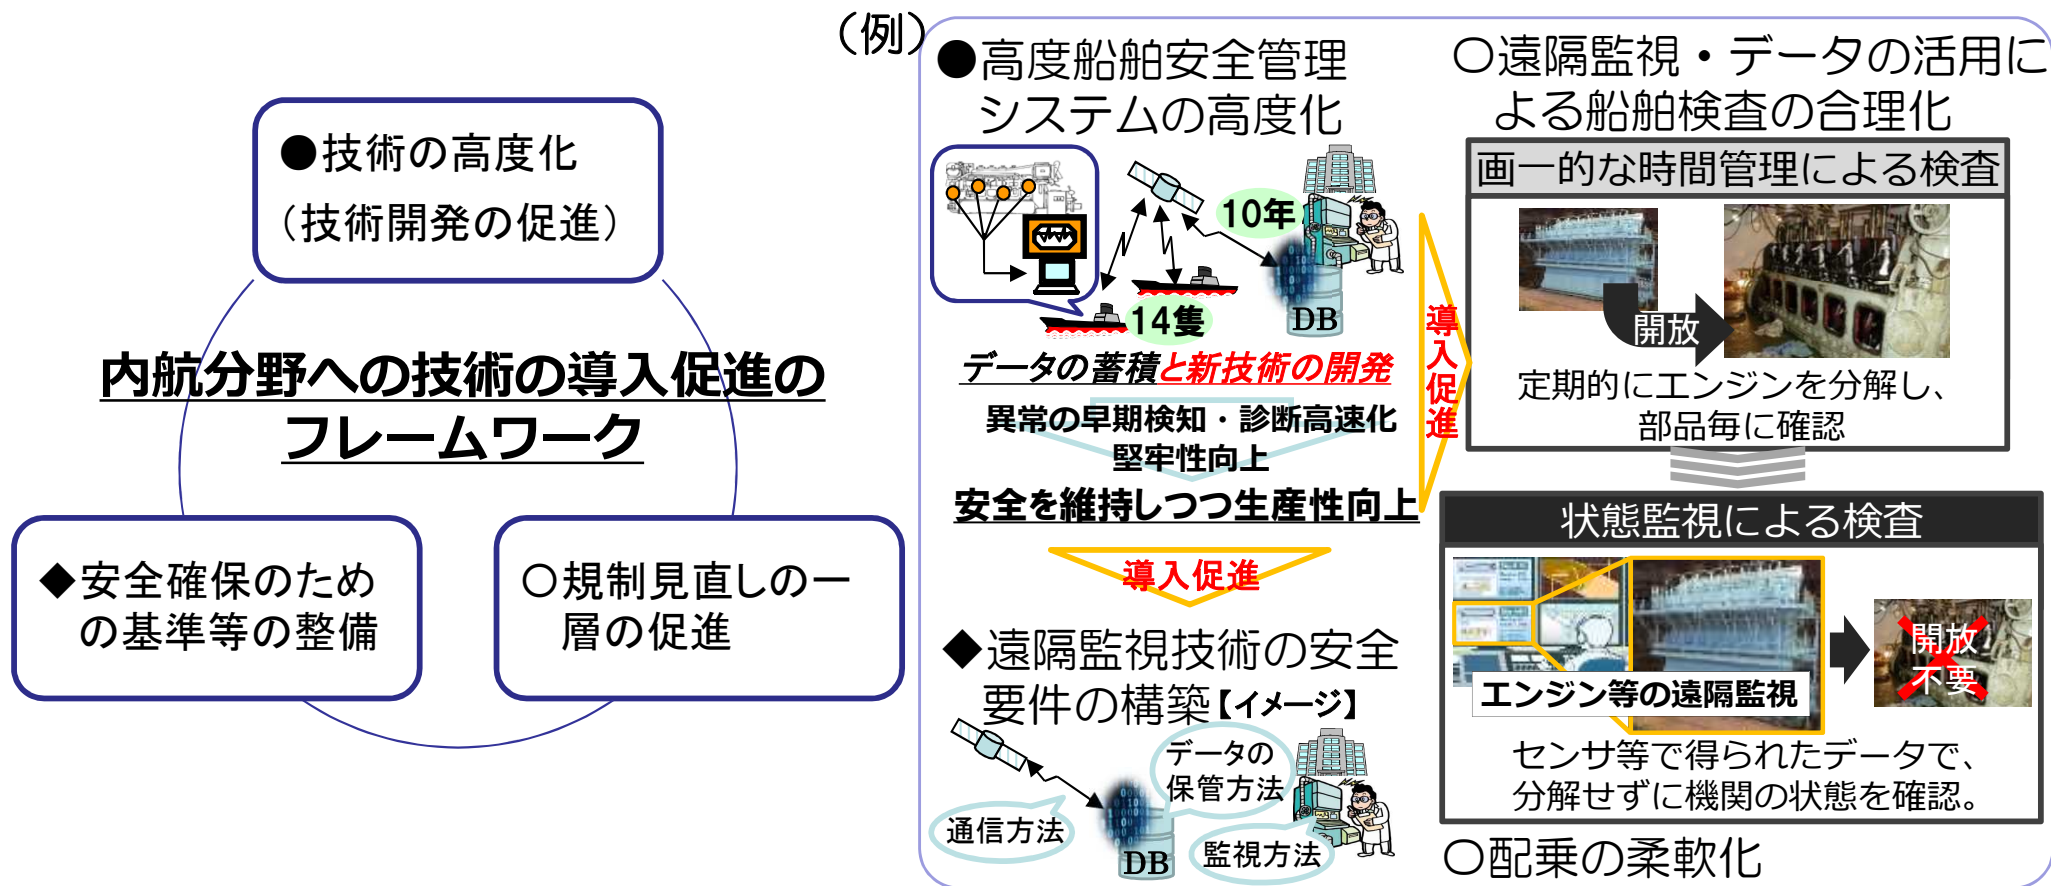 ●技術の高度化
（技術開発の促進）
内航分野への技術の導入促進の
フレームワーク
◆安全確保のため
の基準等の整備
○規制見直しの一
層の促進
（例）
●高度船舶安全管理
システムの高度化
10年
14隻
DB
データの蓄積と新技術の開発
異常の早期検知・診断高速化
堅牢性向上
安全を維持しつつ生産性向上
導入促進
◆遠隔監視技術の安全
要件の構築【イメージ】
データの
保管方法
通信方法
DB
監視方法
導入促進
○遠隔監視・データの活用に
よる船舶検査の合理化
画一的な時間管理による検査
開放
定期的にエンジンを分解し、
部品毎に確認
状態監視による検査
エンジン等の遠隔監視
開放
不要
センサ等で得られたデータで、
分解せずに機関の状態を確認。
○配乗の柔軟化